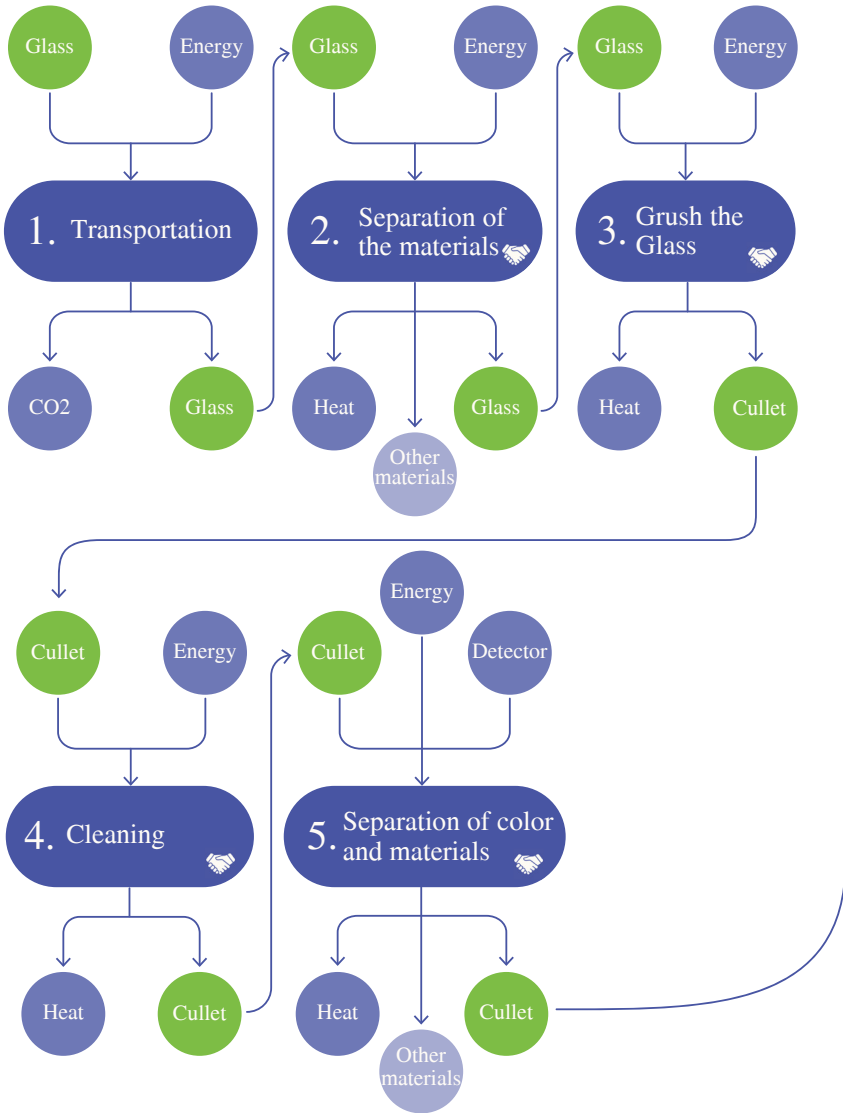 Glass
Energy
Glass
Energy
Glass
Energy
1. Transportation
2. Separation of
the materials
3. Grush the
Glass
CO2
Glass
Heat
Glass
Heat
Cullet
Other
materials
Energy
Cullet
Energy
Cullet
Detector
4. Cleaning
5. Separation of color
and materials
Heat
Cullet
Heat
Cullet
Other
materials